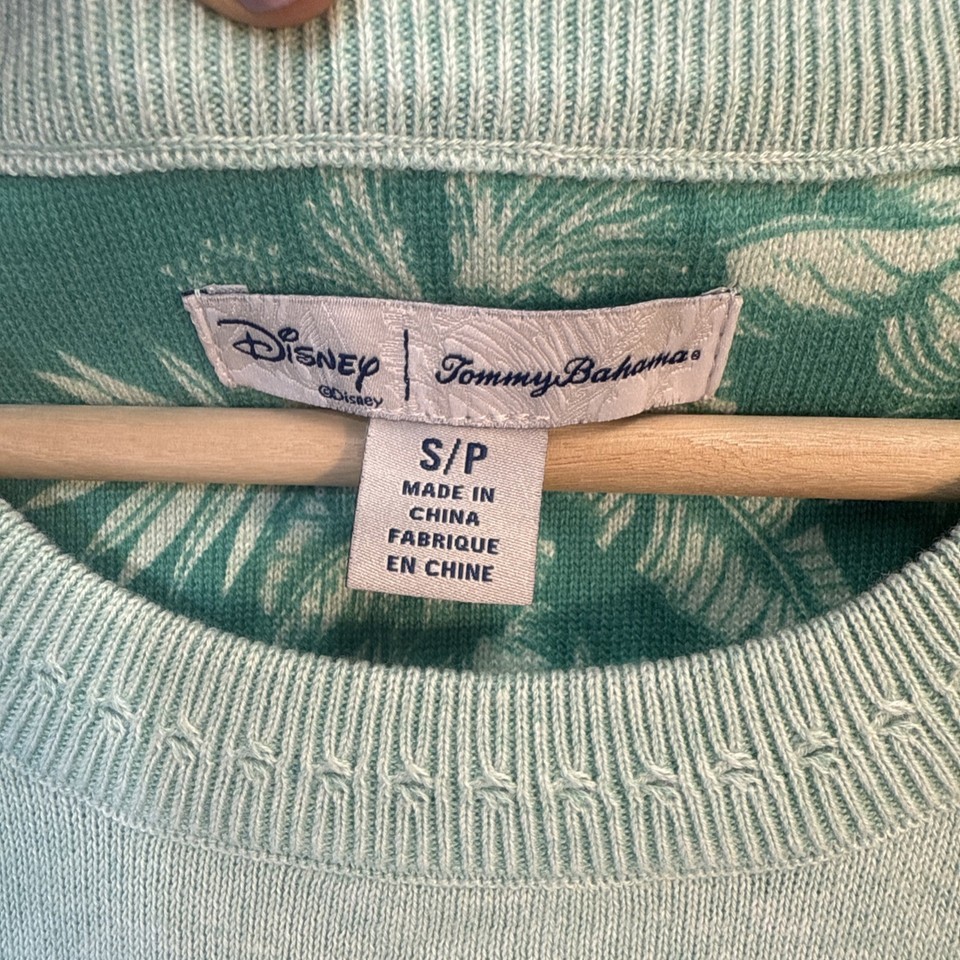 Disney | Tommy Bahama®
©Disney
S/P
MADE IN
CHINA
FABRIQUE
EN CHINE